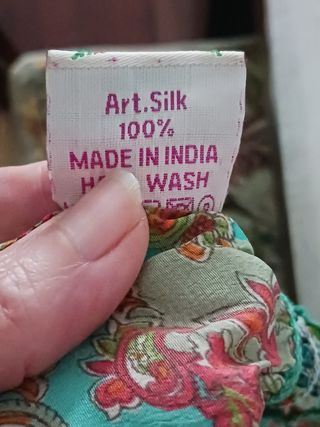 Art.Silk
100%
MADE IN INDIA
WASH